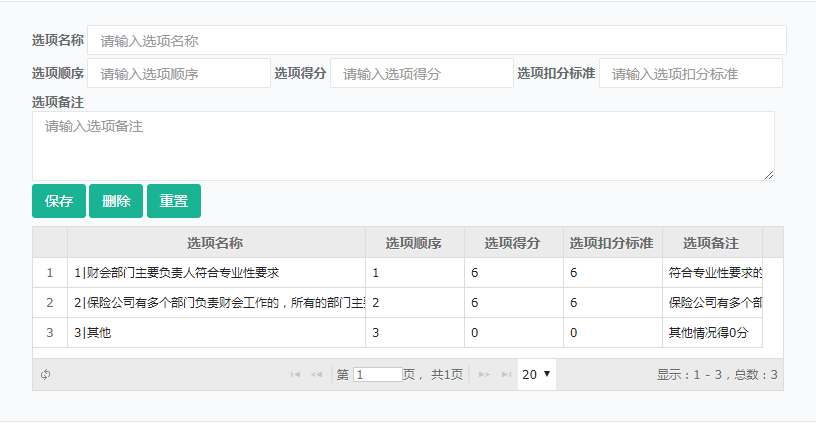 选项名称 请输入选项名称
选项顺序 请输入选项顺序 选项得分 请输入选项得分 选项扣分标准 请输入选项扣分标准
选项备注
请输入选项备注
保存 删除 重置
选项名称 选项顺序 选项得分 选项扣分标准 选项备注
1 1|财会部门主要负责人符合专业性要求 1 6 6 符合专业性要求的
2 2|保险公司有多个部门负责财会工作的，所有的部门主要 2 6 6 保险公司有多个部
3 3|其他 3 0 0 其他情况得0分
第 1 页， 共1页 20 显示：1 - 3，总数：3